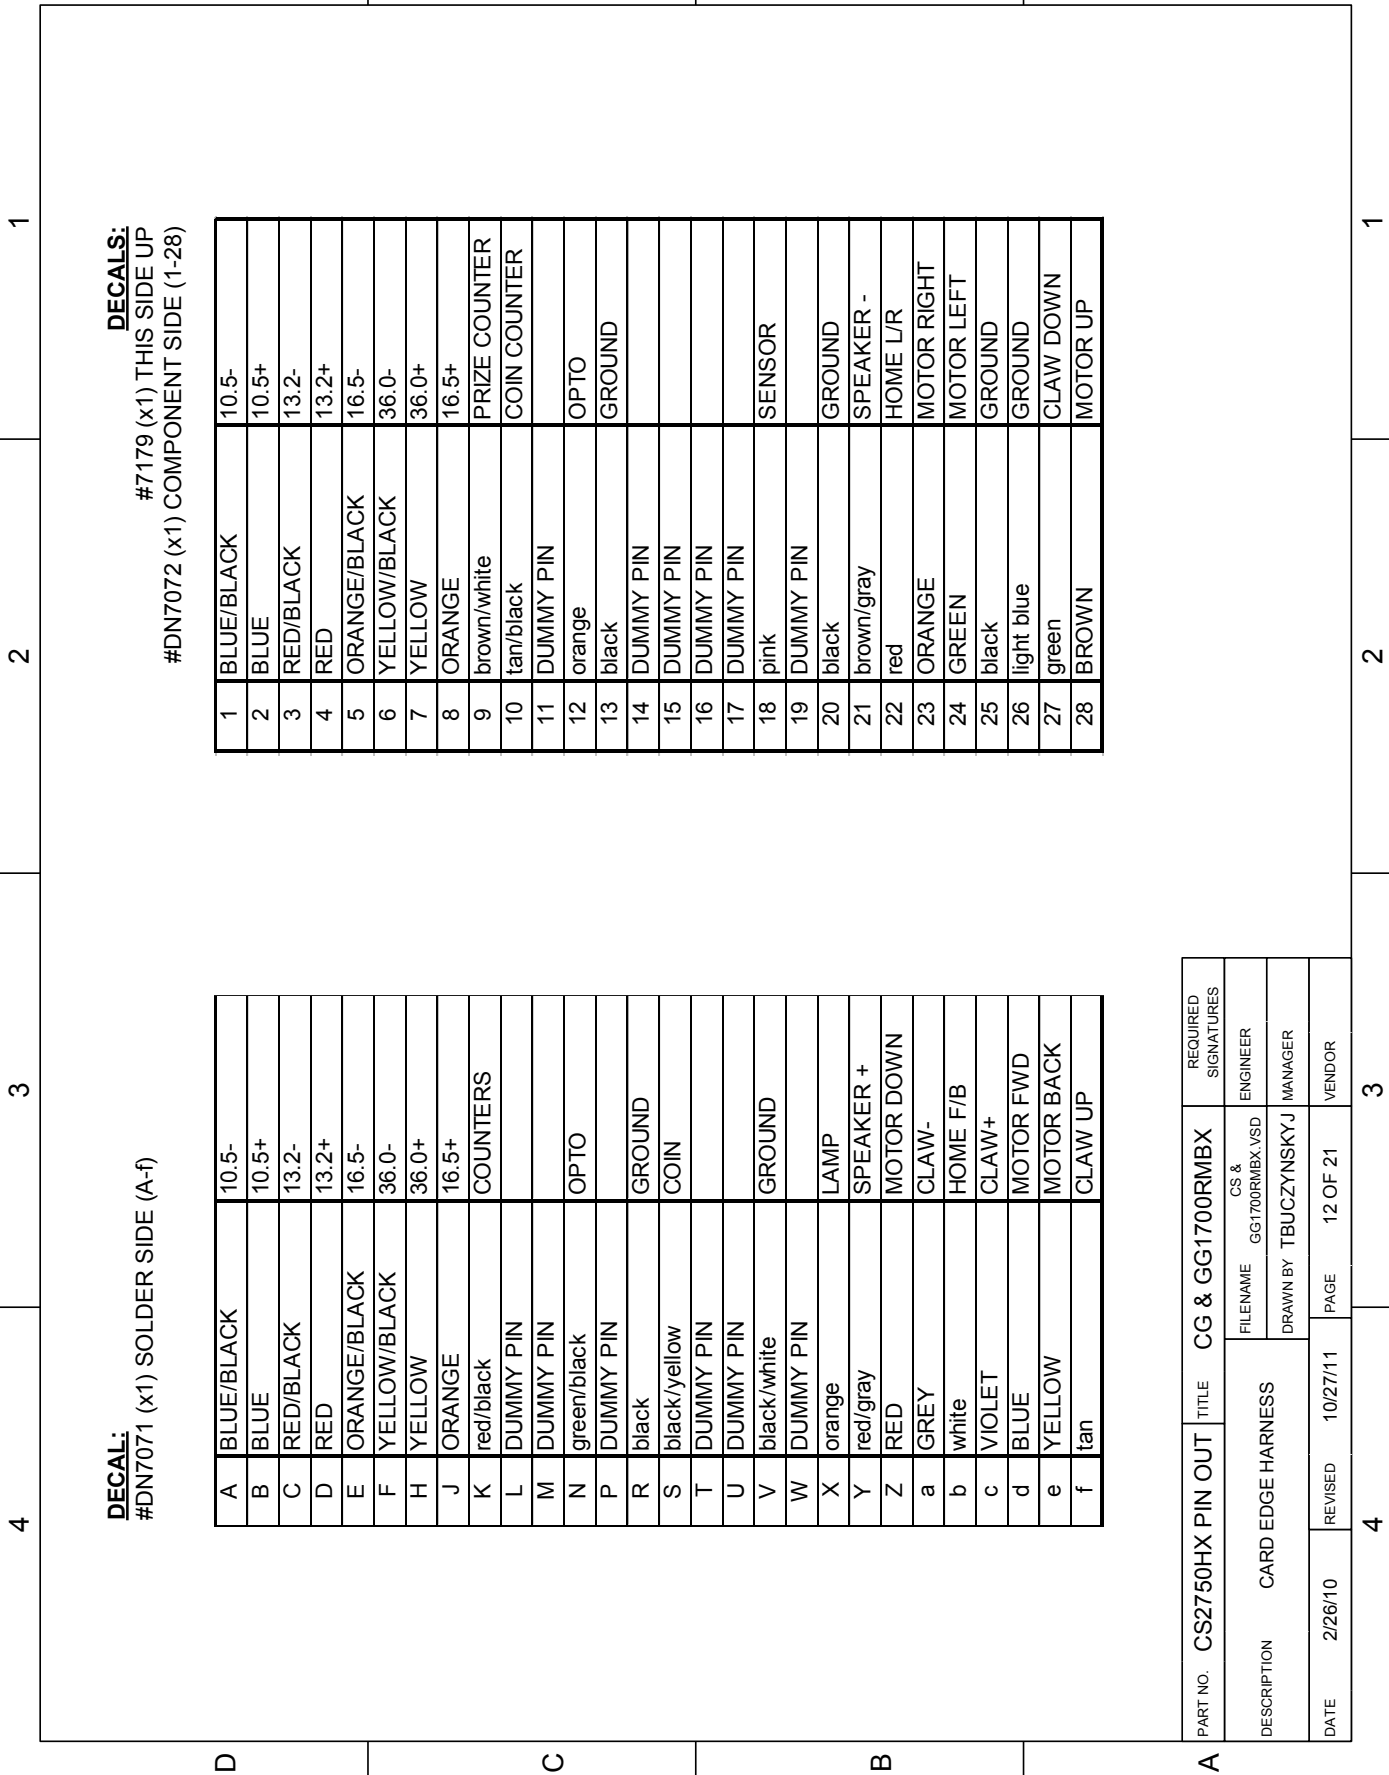 4
3
2
1
D
C
B
A
DECAL:
#DN7071 (x1) SOLDER SIDE (A-f)
A BLUE/BLACK 10.5-
B BLUE 10.5+
C RED/BLACK 13.2-
D RED 13.2+
E ORANGE/BLACK 16.5-
F YELLOW/BLACK 36.0-
H YELLOW 36.0+
J ORANGE 16.5+
K red/black COUNTERS
L DUMMY PIN
M DUMMY PIN
N green/black OPTO
P DUMMY PIN
R black GROUND
S black/yellow COIN
T DUMMY PIN
U DUMMY PIN
V black/white GROUND
W DUMMY PIN
X orange LAMP
Y red/gray SPEAKER +
Z RED MOTOR DOWN
a GREY CLAW-
b white HOME F/B
c VIOLET CLAW+
d BLUE MOTOR FWD
e YELLOW MOTOR BACK
f tan CLAW UP
DECALS:
#7179 (x1) THIS SIDE UP
#DN7072 (x1) COMPONENT SIDE (1-28)
1 BLUE/BLACK 10.5-
2 BLUE 10.5+
3 RED/BLACK 13.2-
4 RED 13.2+
5 ORANGE/BLACK 16.5-
6 YELLOW/BLACK 36.0-
7 YELLOW 36.0+
8 ORANGE 16.5+
9 brown/white PRIZE COUNTER
10 tan/black COIN COUNTER
11 DUMMY PIN
12 orange OPTO
13 black GROUND
14 DUMMY PIN
15 DUMMY PIN
16 DUMMY PIN
17 DUMMY PIN
18 pink SENSOR
19 DUMMY PIN
20 black GROUND
21 brown/gray SPEAKER -
22 red HOME L/R
23 ORANGE MOTOR RIGHT
24 GREEN MOTOR LEFT
25 black GROUND
26 light blue GROUND
27 green CLAW DOWN
28 BROWN MOTOR UP
PART NO. CS2750HX PIN OUT TITLE CG & GG1700RMBX REQUIRED
SIGNATURES
DESCRIPTION CARD EDGE HARNESS
FILENAME CS &
GG1700RMBX.VSD ENGINEER
DRAWN BY TBUCZYNSKYJ MANAGER
DATE 2/26/10 REVISED 10/27/11 PAGE 12 OF 21 VENDOR
4
3
2
1